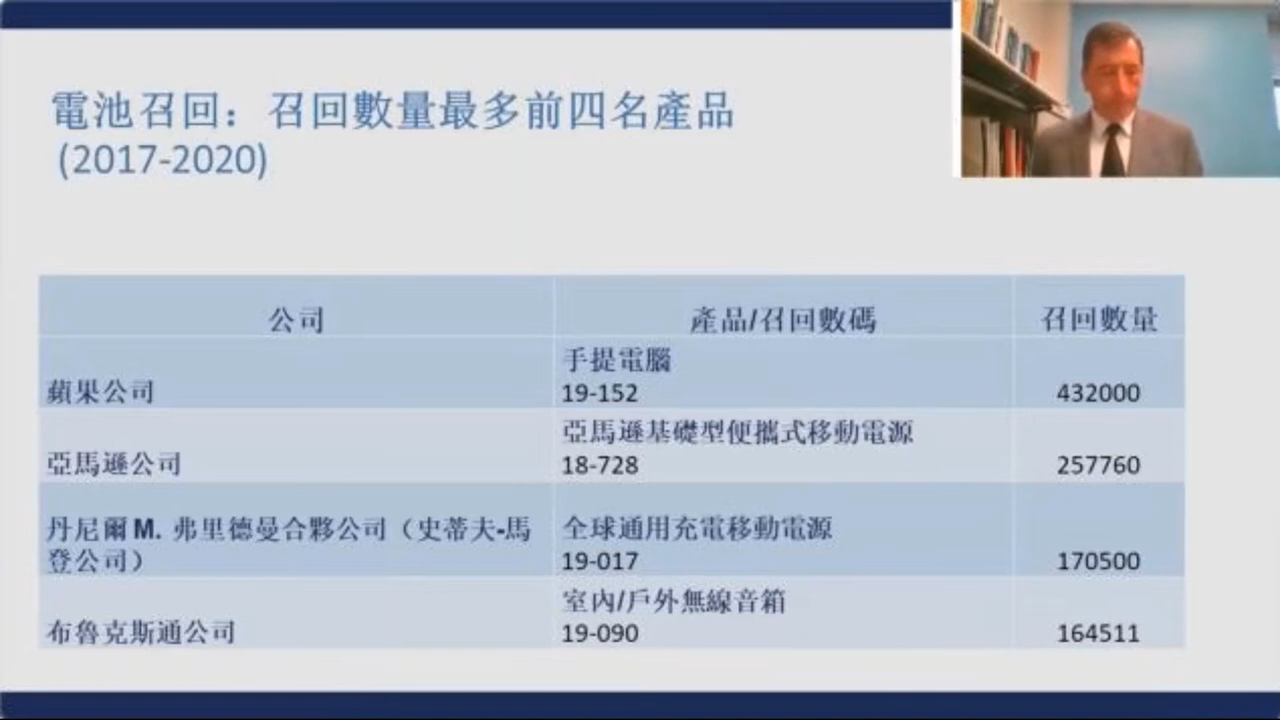 電池召回：召回數量最多前四名產品
(2017-2020)
公司 產品/召回數碼 召回數量
手提電腦
蘋果公司 19-152 432000
亞馬遜基礎型便攜式移動電源
亞馬遜公司 18-728 257760
丹尼爾 M. 弗里德曼合夥公司（史蒂夫-馬 全球通用充電移動電源
登公司） 19-017 170500
室內/戶外無線音箱
布魯克斯通公司 19-090 164511